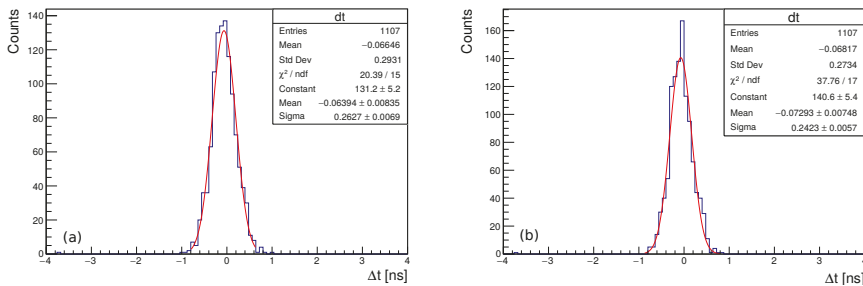 Counts
140
120
100
80
60
40
20
0
−4 −3 −2 −1 0 1 2 3 4
Δt [ns]
(a)
dt
Entries 1107
Mean −0.06646
Std Dev 0.2931
χ² / ndf 20.39 / 15
Constant 131.2 ± 5.2
Mean −0.06394 ± 0.00835
Sigma 0.2627 ± 0.0069
Counts
160
140
120
100
80
60
40
20
0
−4 −3 −2 −1 0 1 2 3 4
Δt [ns]
(b)
dt
Entries 1107
Mean −0.06817
Std Dev 0.2734
χ² / ndf 37.76 / 17
Constant 140.6 ± 5.4
Mean −0.07293 ± 0.00748
Sigma 0.2423 ± 0.0057